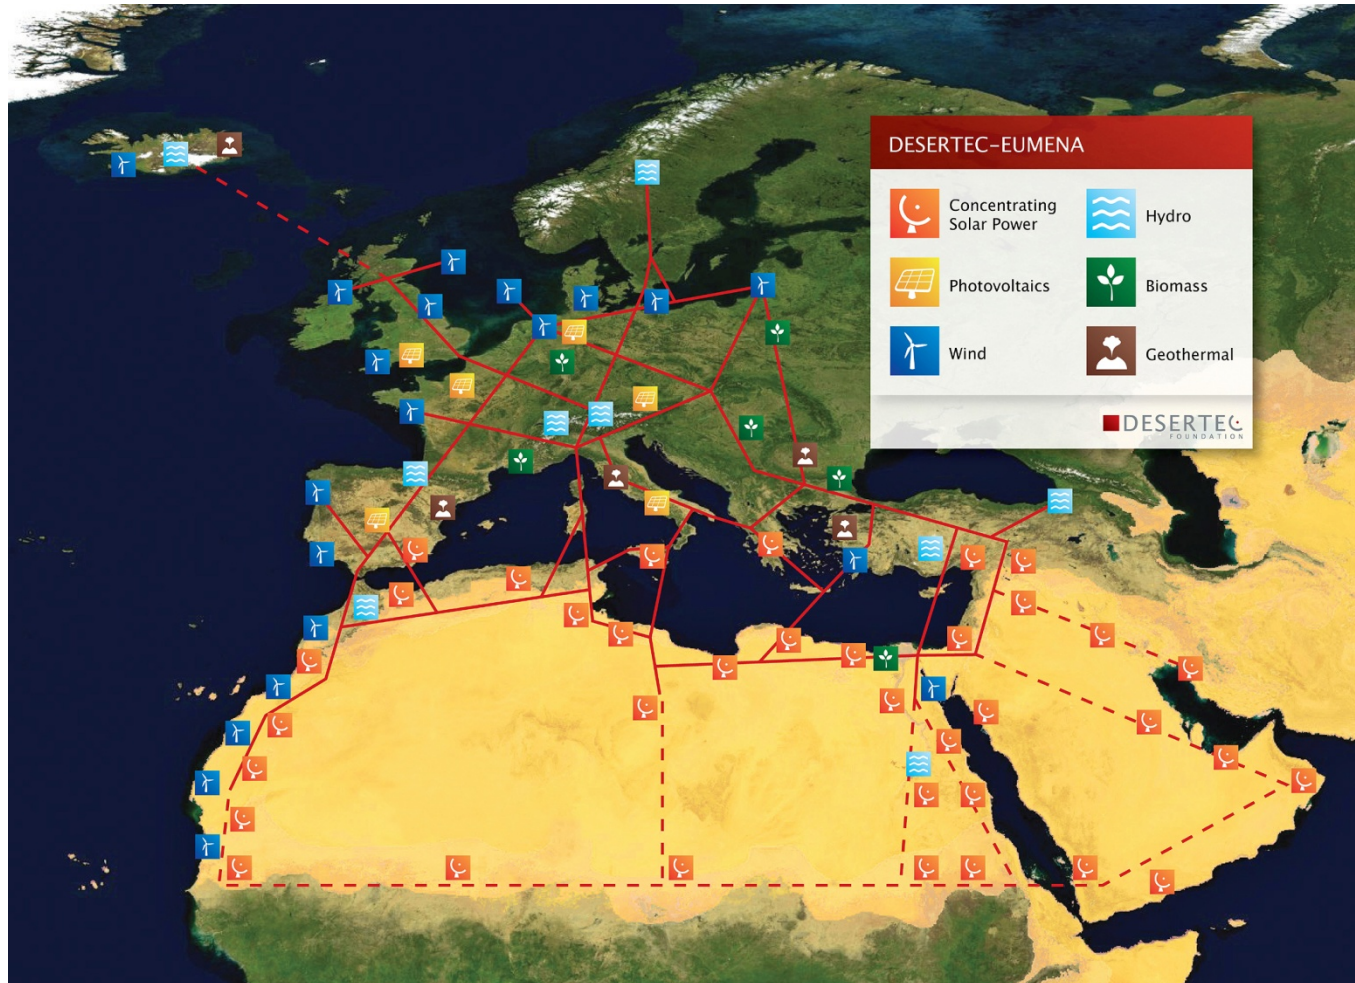 DESERTEC–EUMENA
Concentrating
Solar Power
Hydro
Photovoltaics
Biomass
Wind
Geothermal
DESERTEC
FOUNDATION